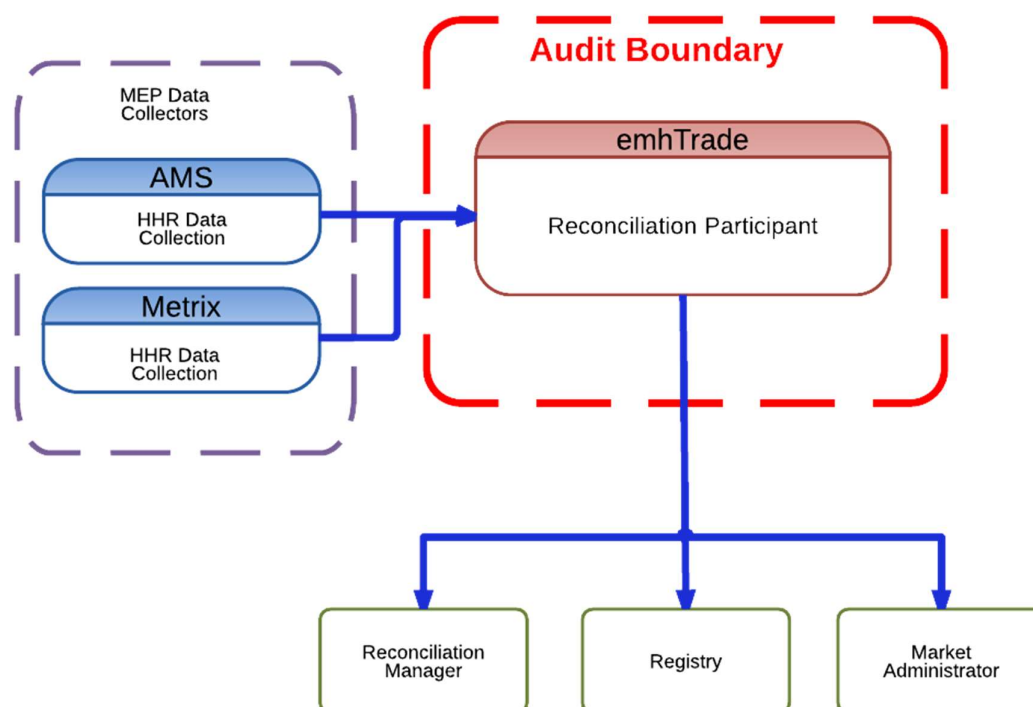 Audit Boundary
MEP Data
Collectors
emhTrade
AMS
HHR Data
Collection
Reconciliation Participant
Metrix
HHR Data
Collection
Reconciliation
Manager
Registry
Market
Administrator